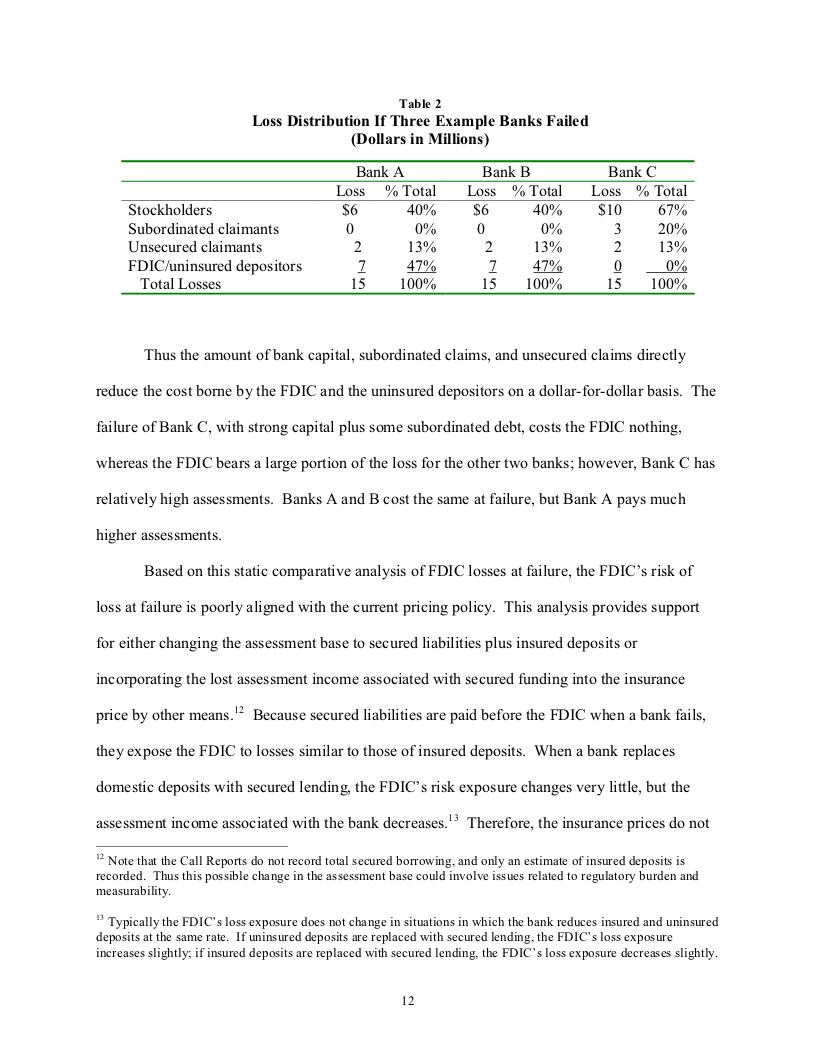 Table 2
Loss Distribution If Three Example Banks Failed
(Dollars in Millions)
Bank A Bank B Bank C
Loss % Total Loss % Total Loss % Total
Stockholders $6 40% $6 40% $10 67%
Subordinated claimants 0 0% 0 0% 3 20%
Unsecured claimants 2 13% 2 13% 2 13%
FDIC/uninsured depositors 7 47% 7 47% 0 0%
Total Losses 15 100% 15 100% 15 100%
Thus the amount of bank capital, subordinated claims, and unsecured claims directly
reduce the cost borne by the FDIC and the uninsured depositors on a dollar-for-dollar basis. The
failure of Bank C, with strong capital plus some subordinated debt, costs the FDIC nothing,
whereas the FDIC bears a large portion of the loss for the other two banks; however, Bank C has
relatively high assessments. Banks A and B cost the same at failure, but Bank A pays much
higher assessments.
Based on this static comparative analysis of FDIC losses at failure, the FDIC’s risk of
loss at failure is poorly aligned with the current pricing policy. This analysis provides support
for either changing the assessment base to secured liabilities plus insured deposits or
incorporating the lost assessment income associated with secured funding into the insurance
price by other means.12 Because secured liabilities are paid before the FDIC when a bank fails,
they expose the FDIC to losses similar to those of insured deposits. When a bank replaces
domestic deposits with secured lending, the FDIC’s risk exposure changes very little, but the
assessment income associated with the bank decreases.13 Therefore, the insurance prices do not
12 Note that the Call Reports do not record total secured borrowing, and only an estimate of insured deposits is
recorded. Thus this possible change in the assessment base could involve issues related to regulatory burden and
measurability.
13 Typically the FDIC’s loss exposure does not change in situations in which the bank reduces insured and uninsured
deposits at the same rate. If uninsured deposits are replaced with secured lending, the FDIC’s loss exposure
increases slightly; if insured deposits are replaced with secured lending, the FDIC’s loss exposure decreases slightly.
12